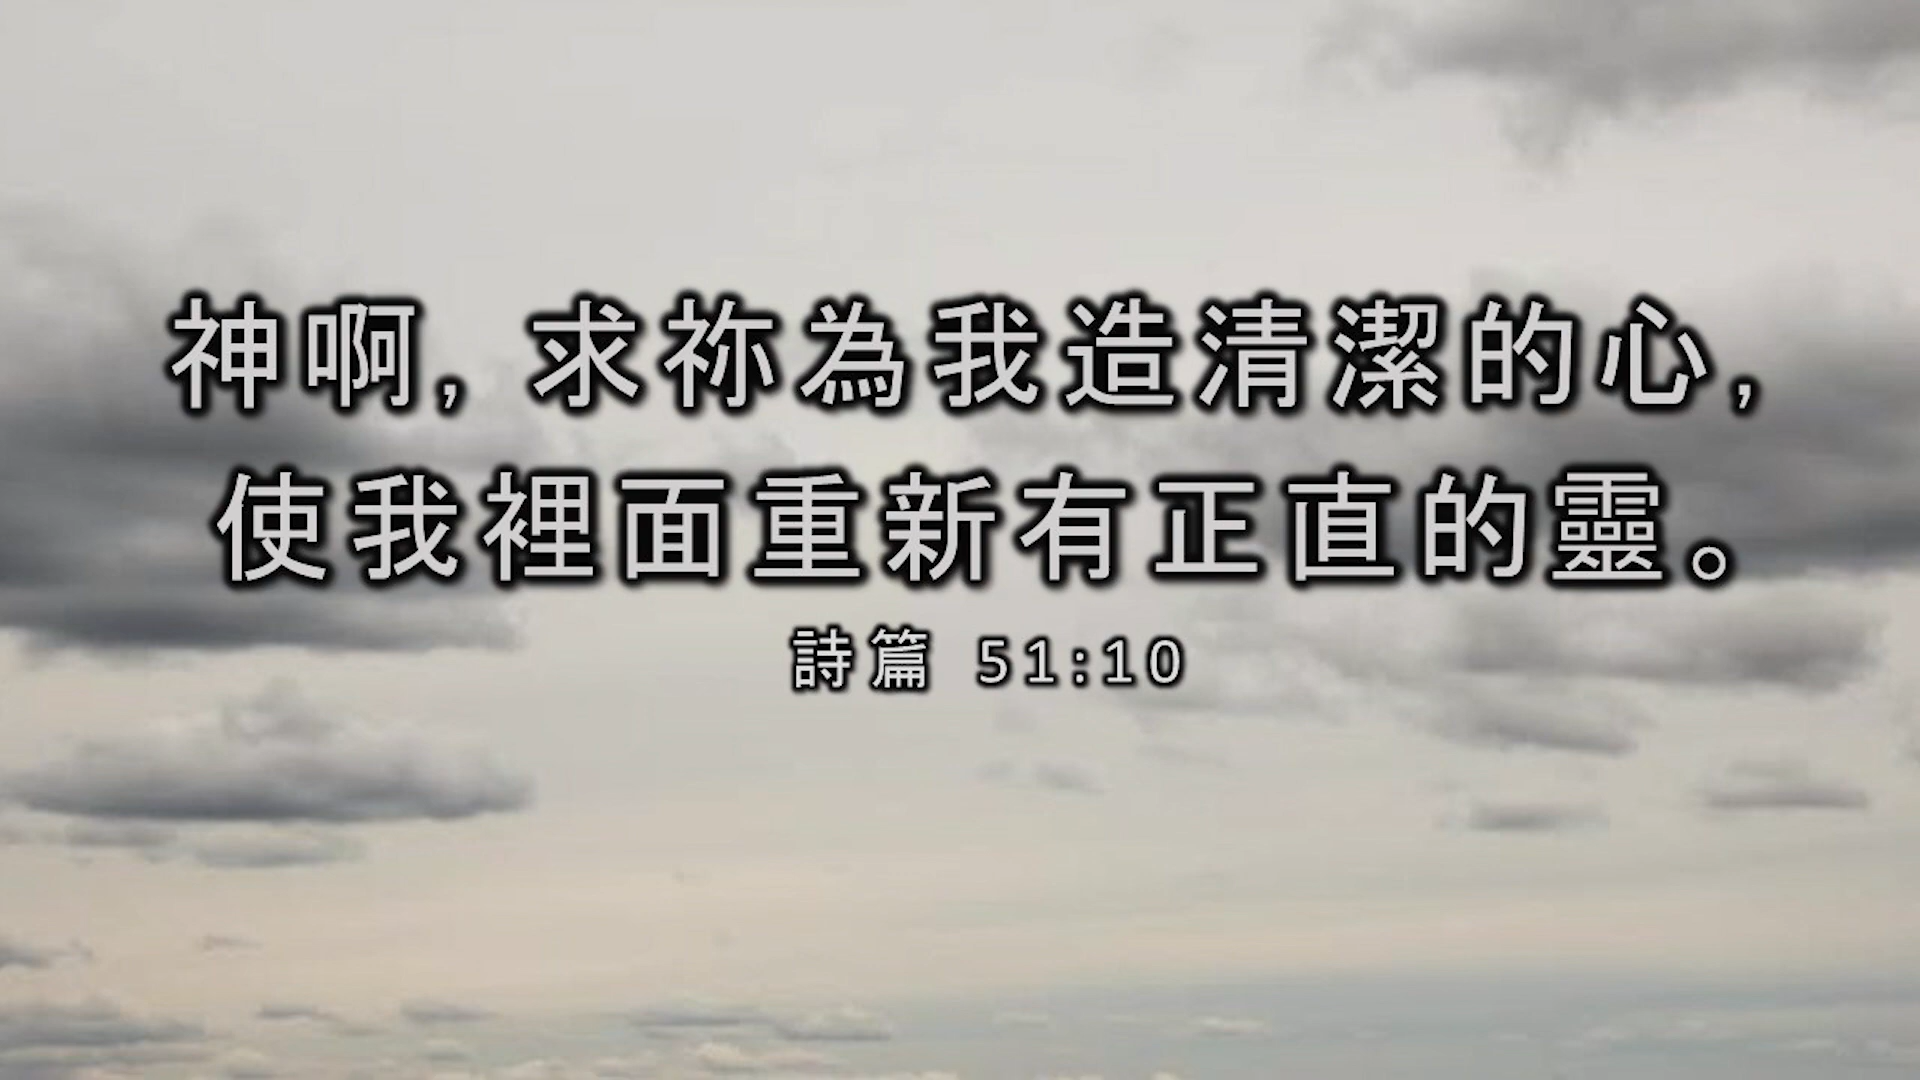 神啊, 求祢為我造清潔的心,
使我裡面重新有正直的靈。
詩篇 51:10